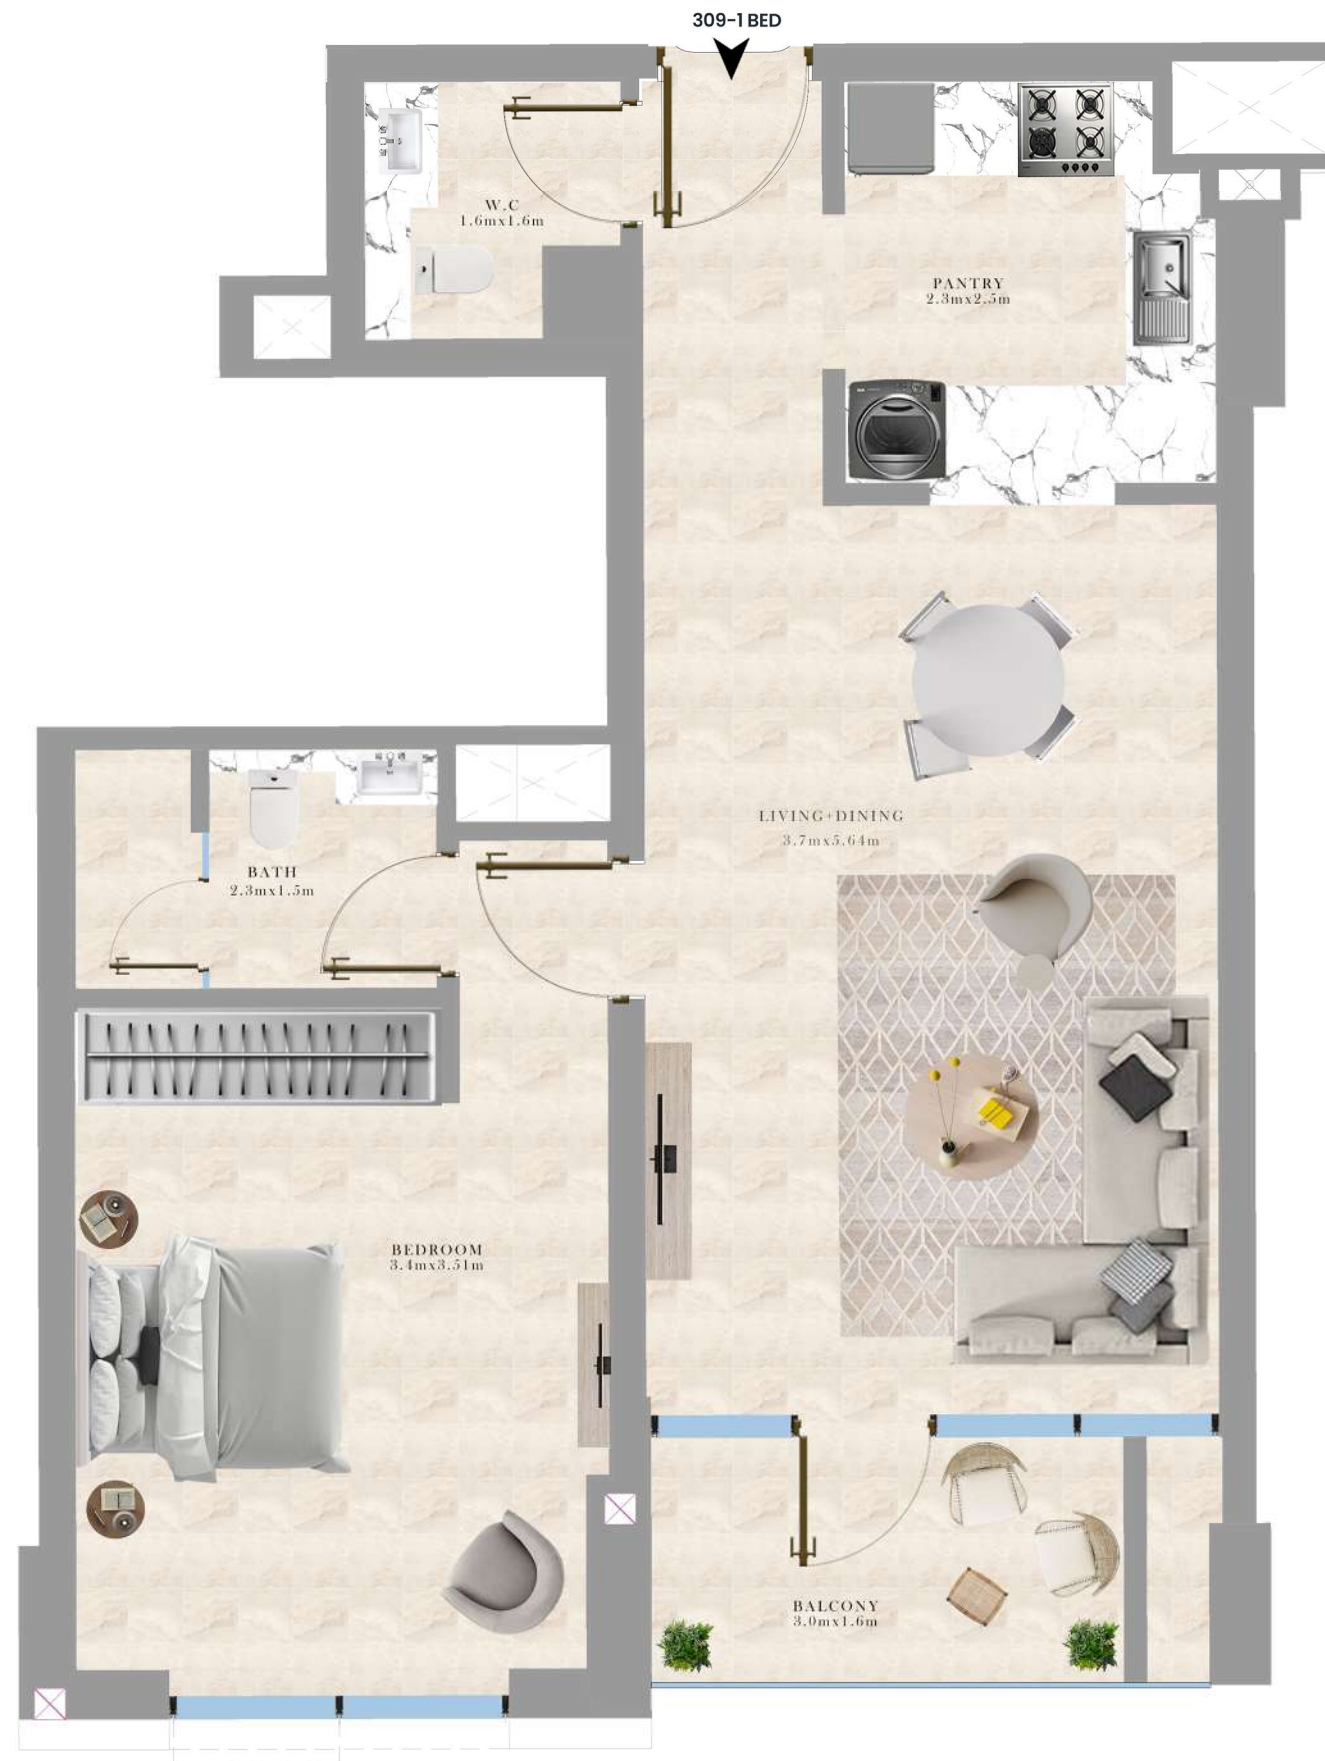 309-1 BED
W.C
1.6mx1.6m
PANTRY
2.3mx2.5m
LIVING+DINING
3.7mx5.64m
BATH
2.3mx1.5m
BEDROOM
3.4mx3.51m
BALCONY
3.0mx1.6m